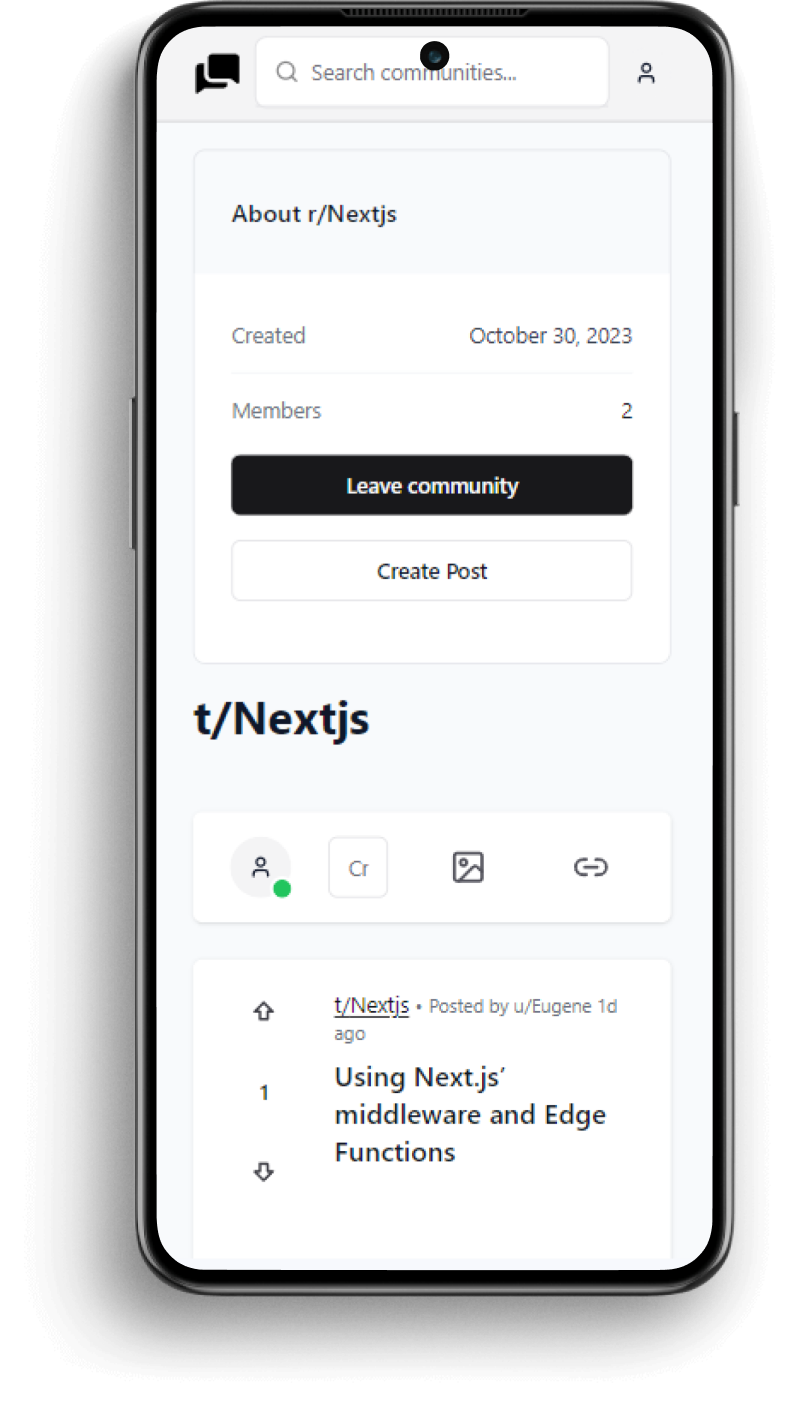 Search communities...
About r/Nextjs
Created October 30, 2023
Members 2
Leave community
Create Post
t/Nextjs
Cr
t/Nextjs • Posted by u/Eugene 1d
ago
1
Using Next.js’
middleware and Edge
Functions